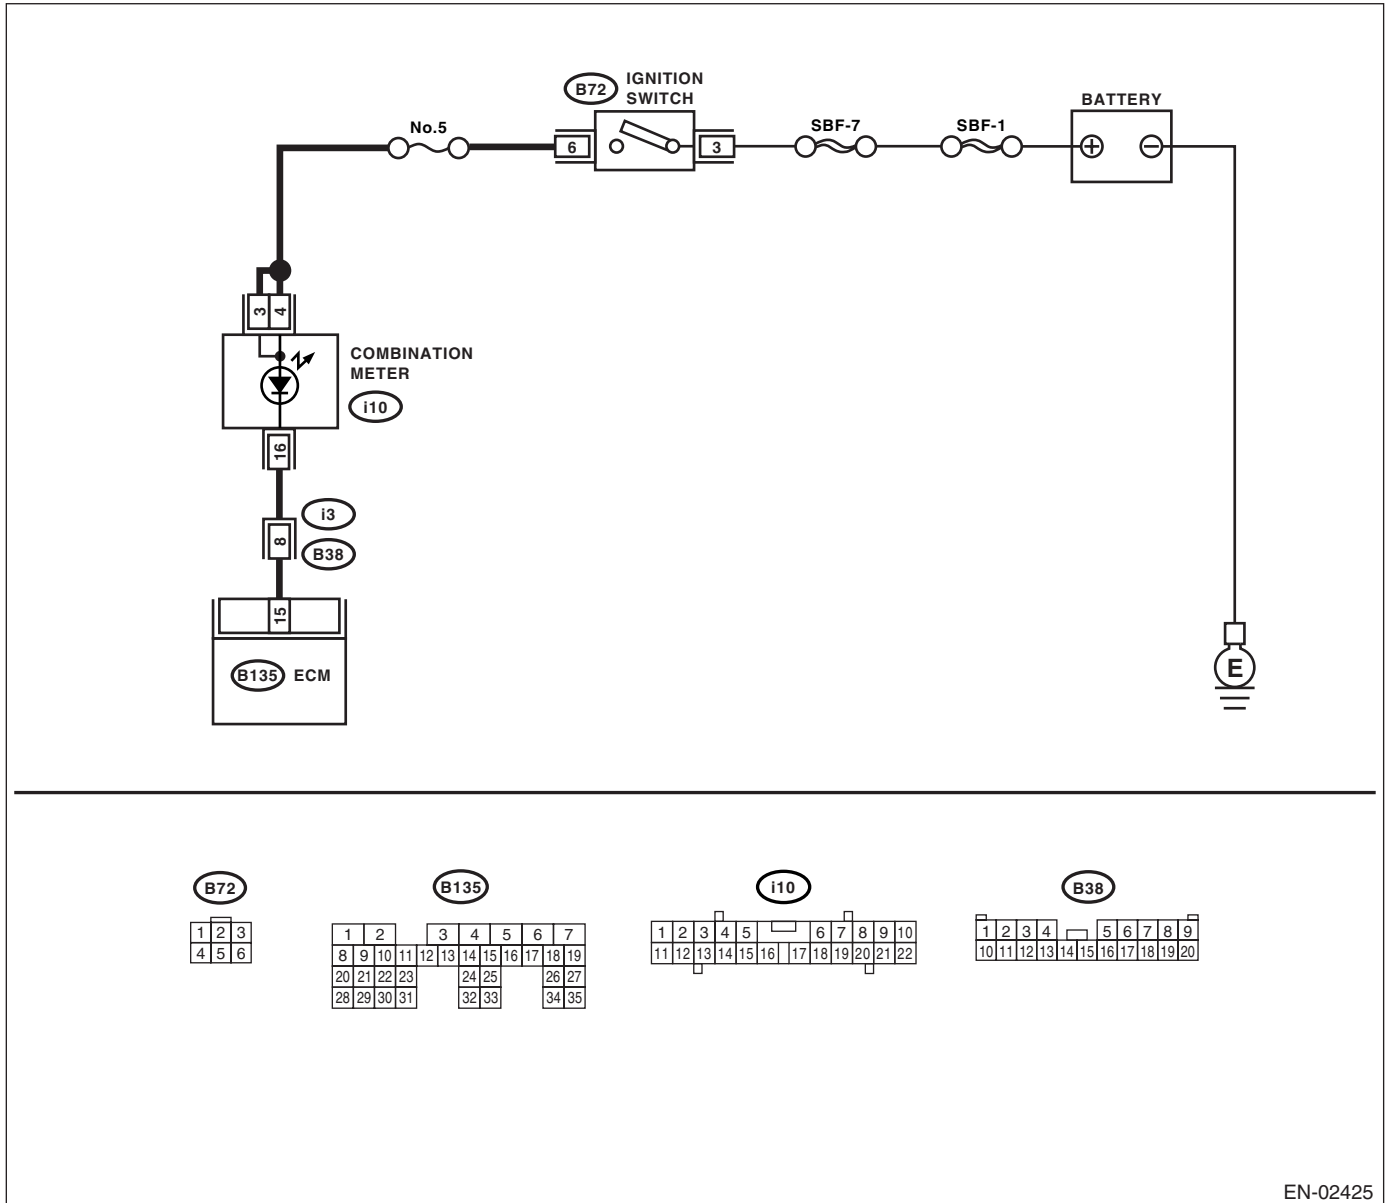 B72
IGNITION
SWITCH
BATTERY
No.5
SBF-7
SBF-1
6
3
3
4
COMBINATION
METER
i10
16
i3
8
B38
15
B135 ECM
E
B72
B135
i10
B38
1 2 3
4 5 6
1 2 3 4 5 6 7
8 9 10 11 12 13 14 15 16 17 18 19
20 21 22 23 24 25 26 27
28 29 30 31 32 33 34 35
1 2 3 4 5 6 7 8 9 10
11 12 13 14 15 16 17 18 19 20 21 22
1 2 3 4 5 6 7 8 9
10 11 12 13 14 15 16 17 18 19 20
EN-02425